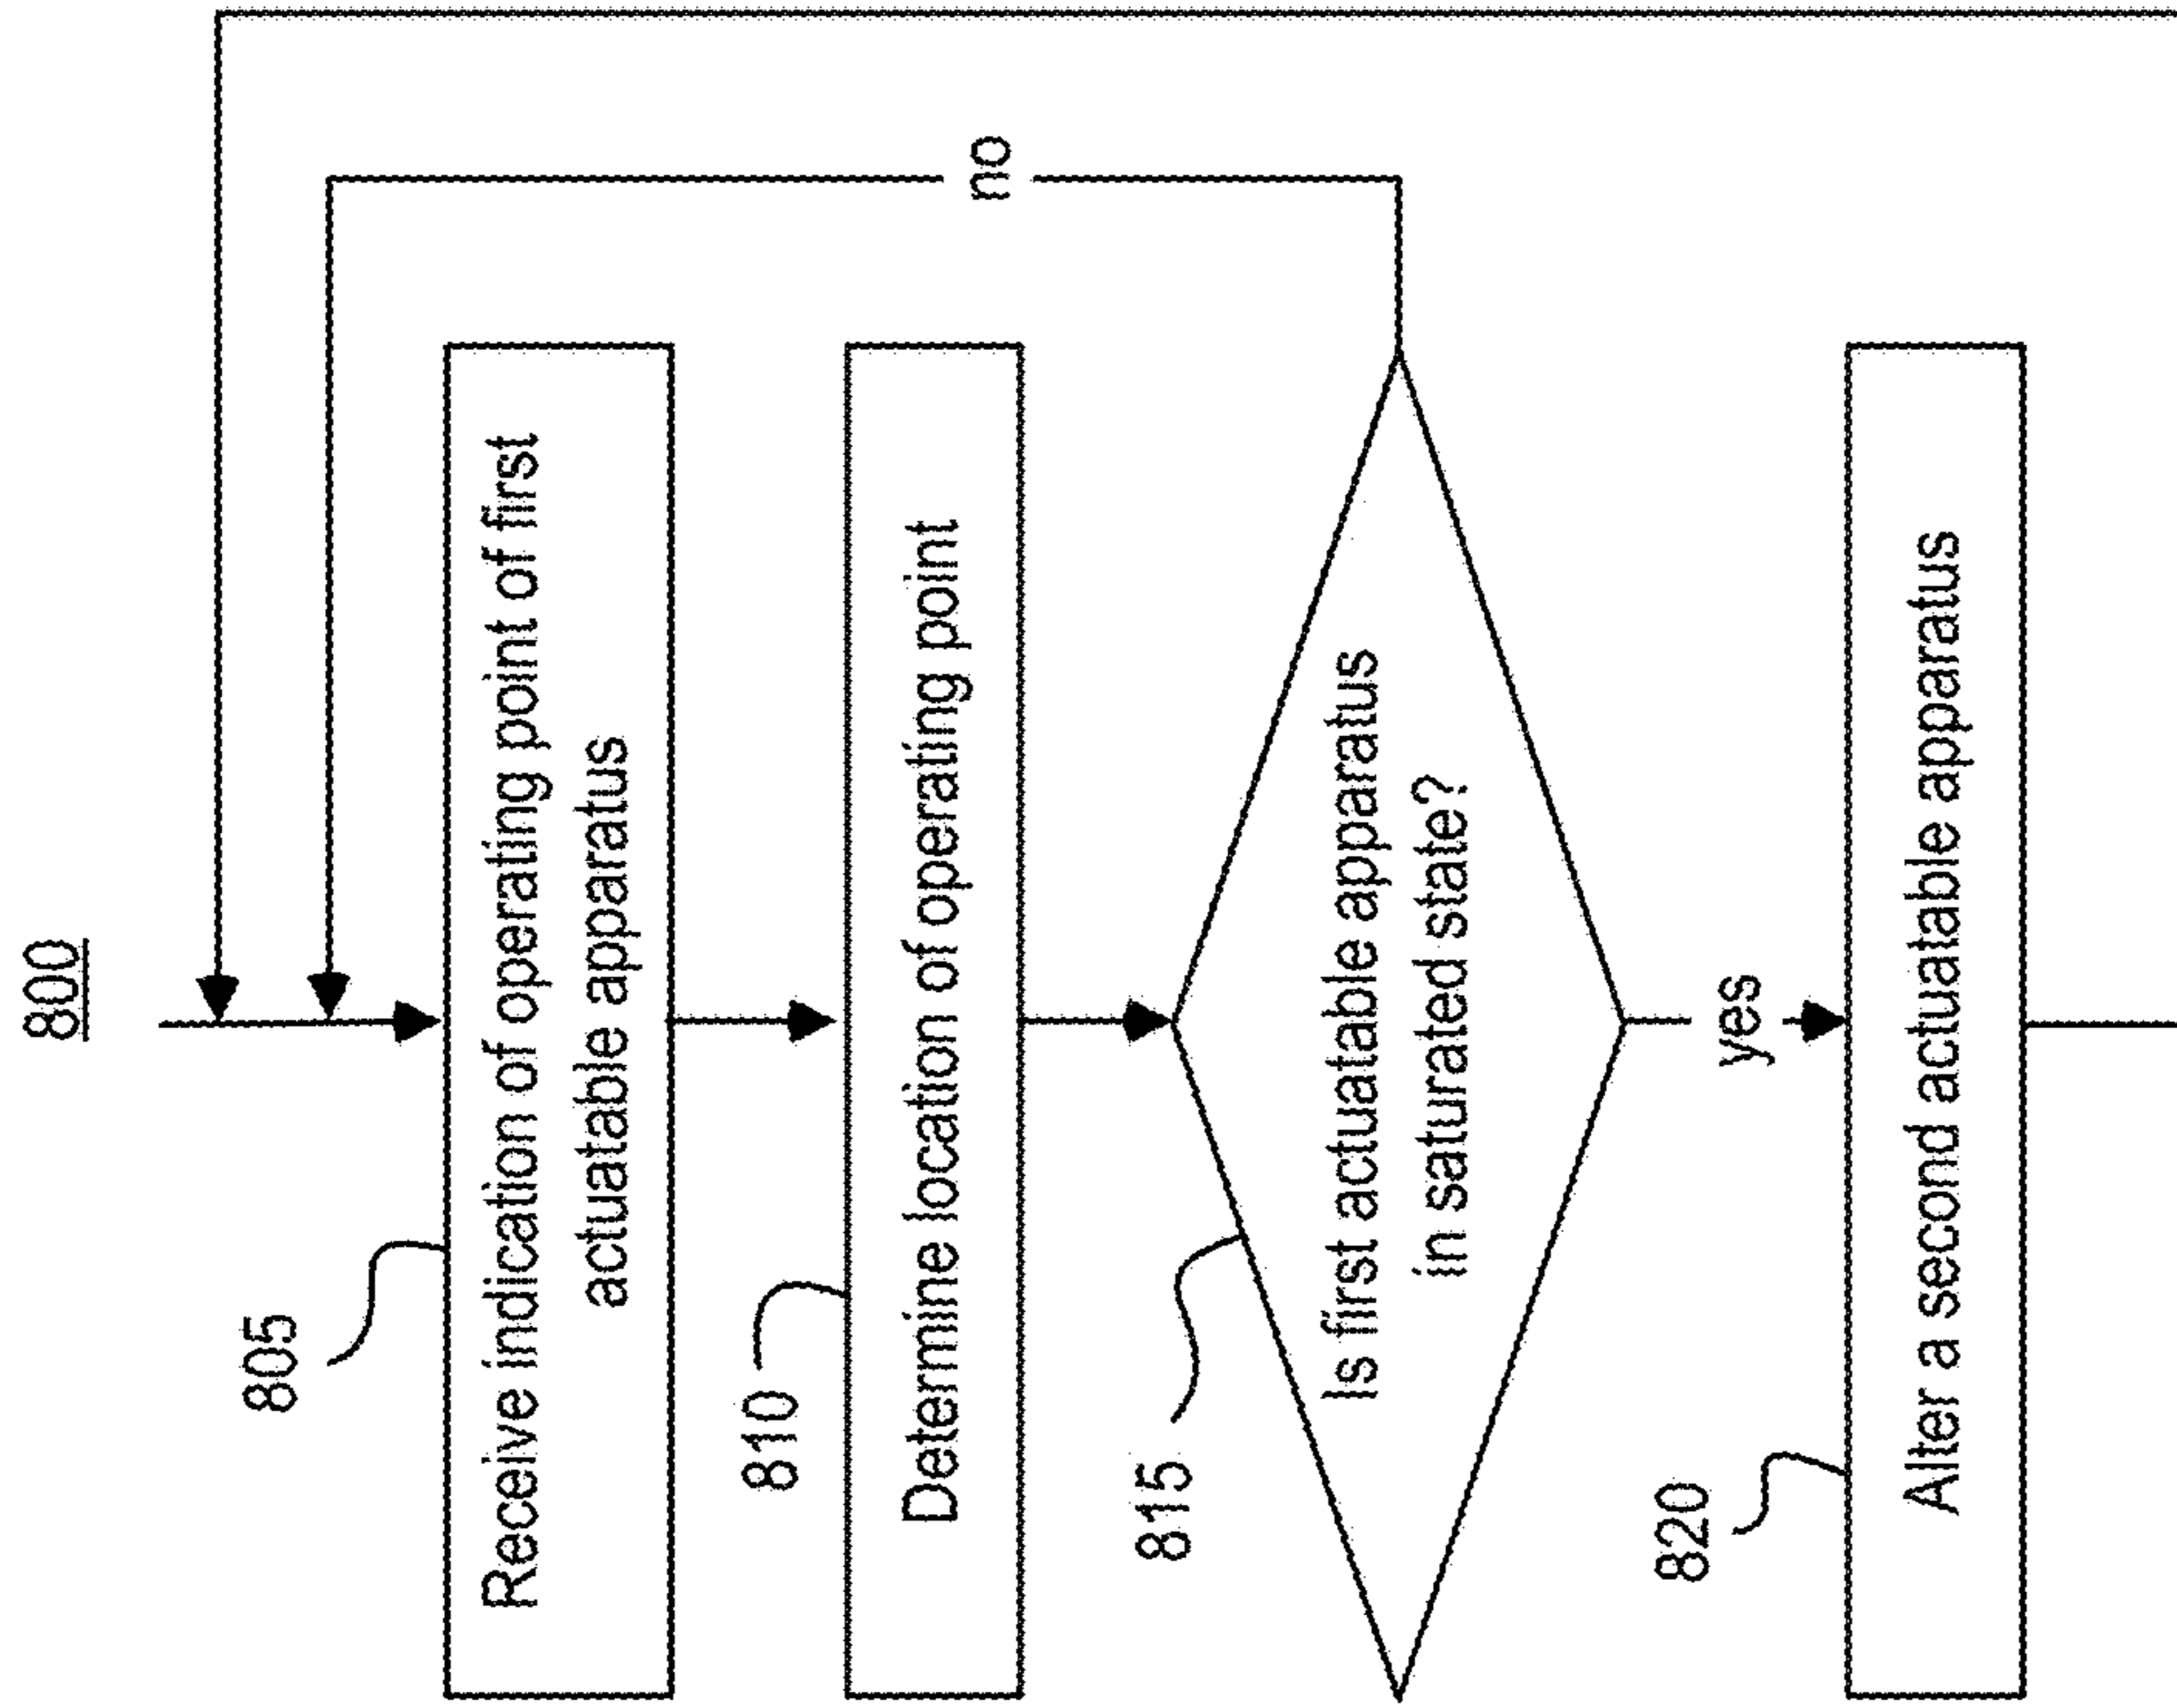 800
805
Receive indication of operating point of first
actuatable apparatus
810
Determine location of operating point
815
Is first actuatable apparatus
in saturated state?
no
yes
820
Alter a second actuatable apparatus